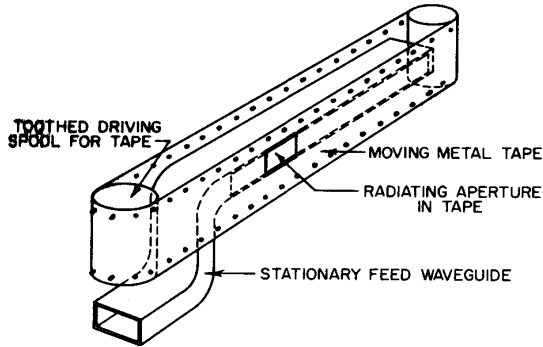 TOOTHED DRIVING
SPOOL FOR TAPE
MOVING METAL TAPE
RADIATING APERTURE
IN TAPE
STATIONARY FEED WAVEGUIDE